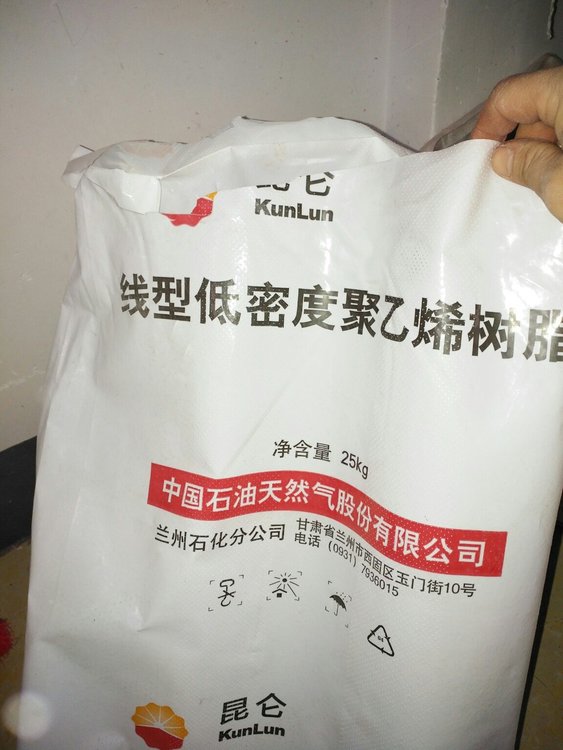 昆仑
KunLun
线型低密度聚乙烯树脂
净含量 25kg
中国石油天然气股份有限公司
兰州石化分公司
甘肃省兰州市西固区玉门街10号
电话 (0931) 7936015
昆仑
KunLun